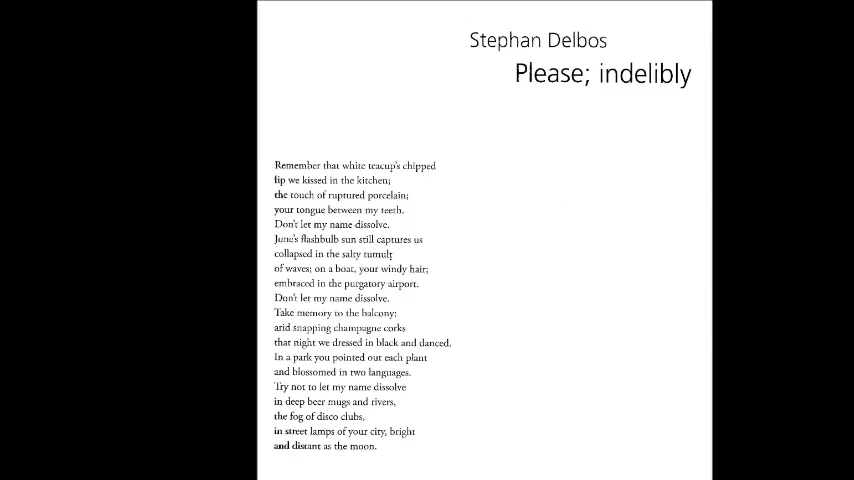 Stephan Delbos
Please; indelibly
Remember that white teacup's chipped
lip we kissed in the kitchen;
the touch of ruptured porcelain;
your tongue between my teeth.
Don't let my name dissolve.
June's flashbulb sun still captures us
collapsed in the salty tumult
of waves; on a boat, your windy hair;
embraced in the purgatory airport.
Don't let my name dissolve.
Take memory to the balcony:
arid snapping champagne corks
that night we dressed in black and danced.
In a park you pointed out each plant
and blossomed in two languages.
Try not to let my name dissolve
in deep beer mugs and rivers,
the fog of disco clubs,
in street lamps of your city, bright
and distant as the moon.